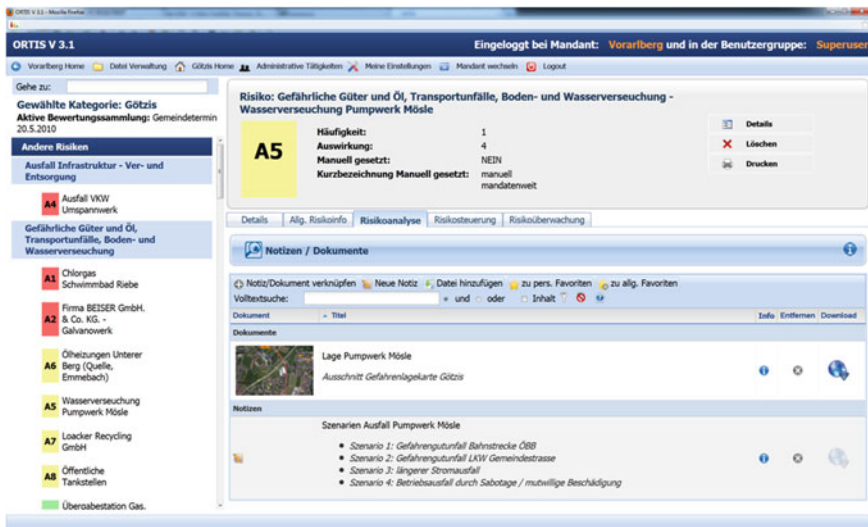 ORTIS V 3.1 - Mozilla Firefox
ORTIS V 3.1
Eingeloggt bei Mandant: Vorarlberg und in der Benutzergruppe: Superuser
Vorarlberg Home Datei Verwaltung Götzis Home Administrative Tätigkeiten Meine Einstellungen Mandant wechseln Logout
Gehe zu:
Gewählte Kategorie: Götzis
Aktive Bewertungssammlung: Gemeindetermin
20.5.2010
Andere Risiken
Ausfall Infrastruktur - Ver- und
Entsorgung
A4 Ausfall VKW
Umspannwerk
Gefährliche Güter und Öl,
Transportunfälle, Boden- und
Wasserverseuchung
A1 Chlorgas
Schwimmbad Riebe
A2 Firma BEISER GmbH.
& Co. KG. -
Galvanowerk
A6 Ölheizungen Unterer
Berg (Quelle,
Emmebach)
A5 Wasserverseuchung
Pumpwerk Mösle
A7 Loacker Recycling
GmbH
A8 Öffentliche
Tankstellen
Übergabestation Gas.
Risiko: Gefährliche Güter und Öl, Transportunfälle, Boden- und Wasserverseuchung -
Wasserverseuchung Pumpwerk Mösle
A5
Häufigkeit: 1
Auswirkung: 4
Manuell gesetzt: NEIN
Kurzbezeichnung Manuell gesetzt: manuell
mandatenweit
Details
Löschen
Drucken
Details Allg. Risikoinfo Risikoanalyse Risikosteuerung Risikoüberwachung
Notizen / Dokumente
Notiz/Dokument verknüpfen Neue Notiz Datei hinzufügen zu pers. Favoriten zu allg. Favoriten
Volltextsuche: und oder Inhalt
Dokument Titel Info Entfernen Download
Dokumente
Lage Pumpwerk Mösle
Ausschnitt Gefahrenlagekarte Götzis
Notizen
Szenarien Ausfall Pumpwerk Mösle
• Szenario 1: Gefahrengutunfall Bahnstrecke ÖBB
• Szenario 2: Gefahrengutunfall LKW Gemeindestrasse
• Szenario 3: längerer Stromausfall
• Szenario 4: Betriebsausfall durch Sabotage / mutwillige Beschädigung